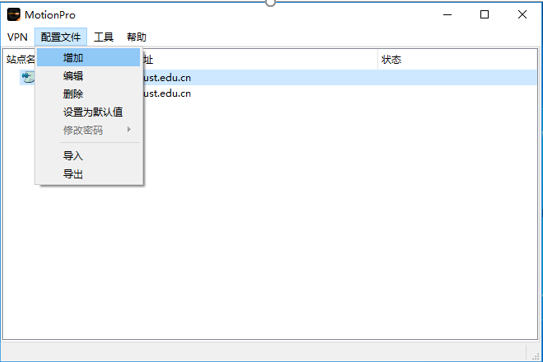 MotionPro
VPN 配置文件 工具 帮助
站点名 址 状态
增加
ust.edu.cn
编辑
删除
ust.edu.cn
设置为默认值
修改密码
导入
导出